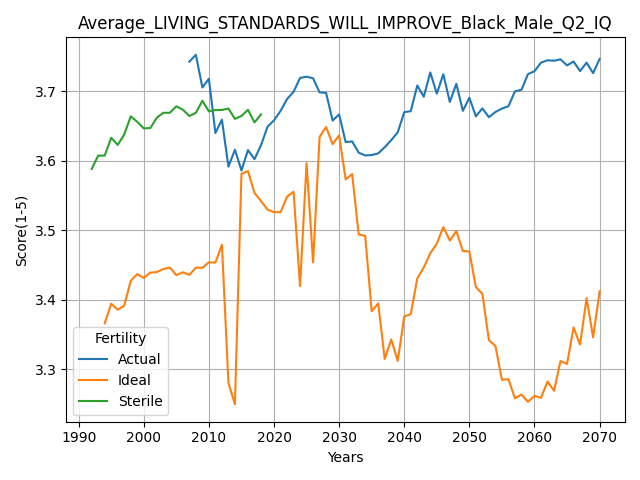 Average_LIVING_STANDARDS_WILL_IMPROVE_Black_Male_Q2_IQ
3.7
3.6
3.5
3.4
3.3
Score(1-5)
Fertility
Actual
Ideal
Sterile
1990 2000 2010 2020 2030 2040 2050 2060 2070
Years